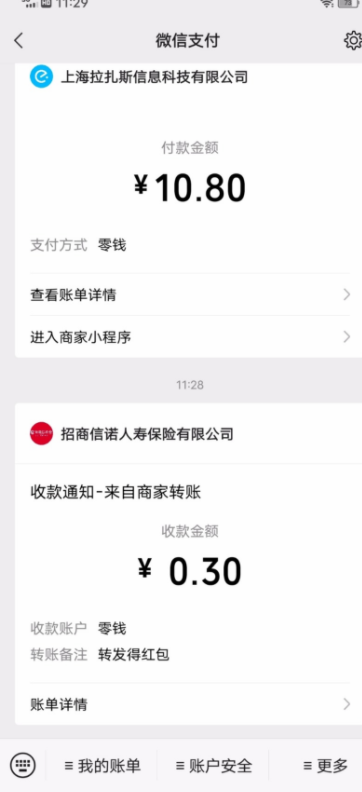 11:29
微信支付
上海拉扎斯信息科技有限公司
付款金额
¥10.80
支付方式 零钱
查看账单详情
进入商家小程序
11:28
招商信诺人寿保险有限公司
收款通知-来自商家转账
收款金额
¥ 0.30
收款账户 零钱
转账备注 转发得红包
账单详情
我的账单 账户安全 更多